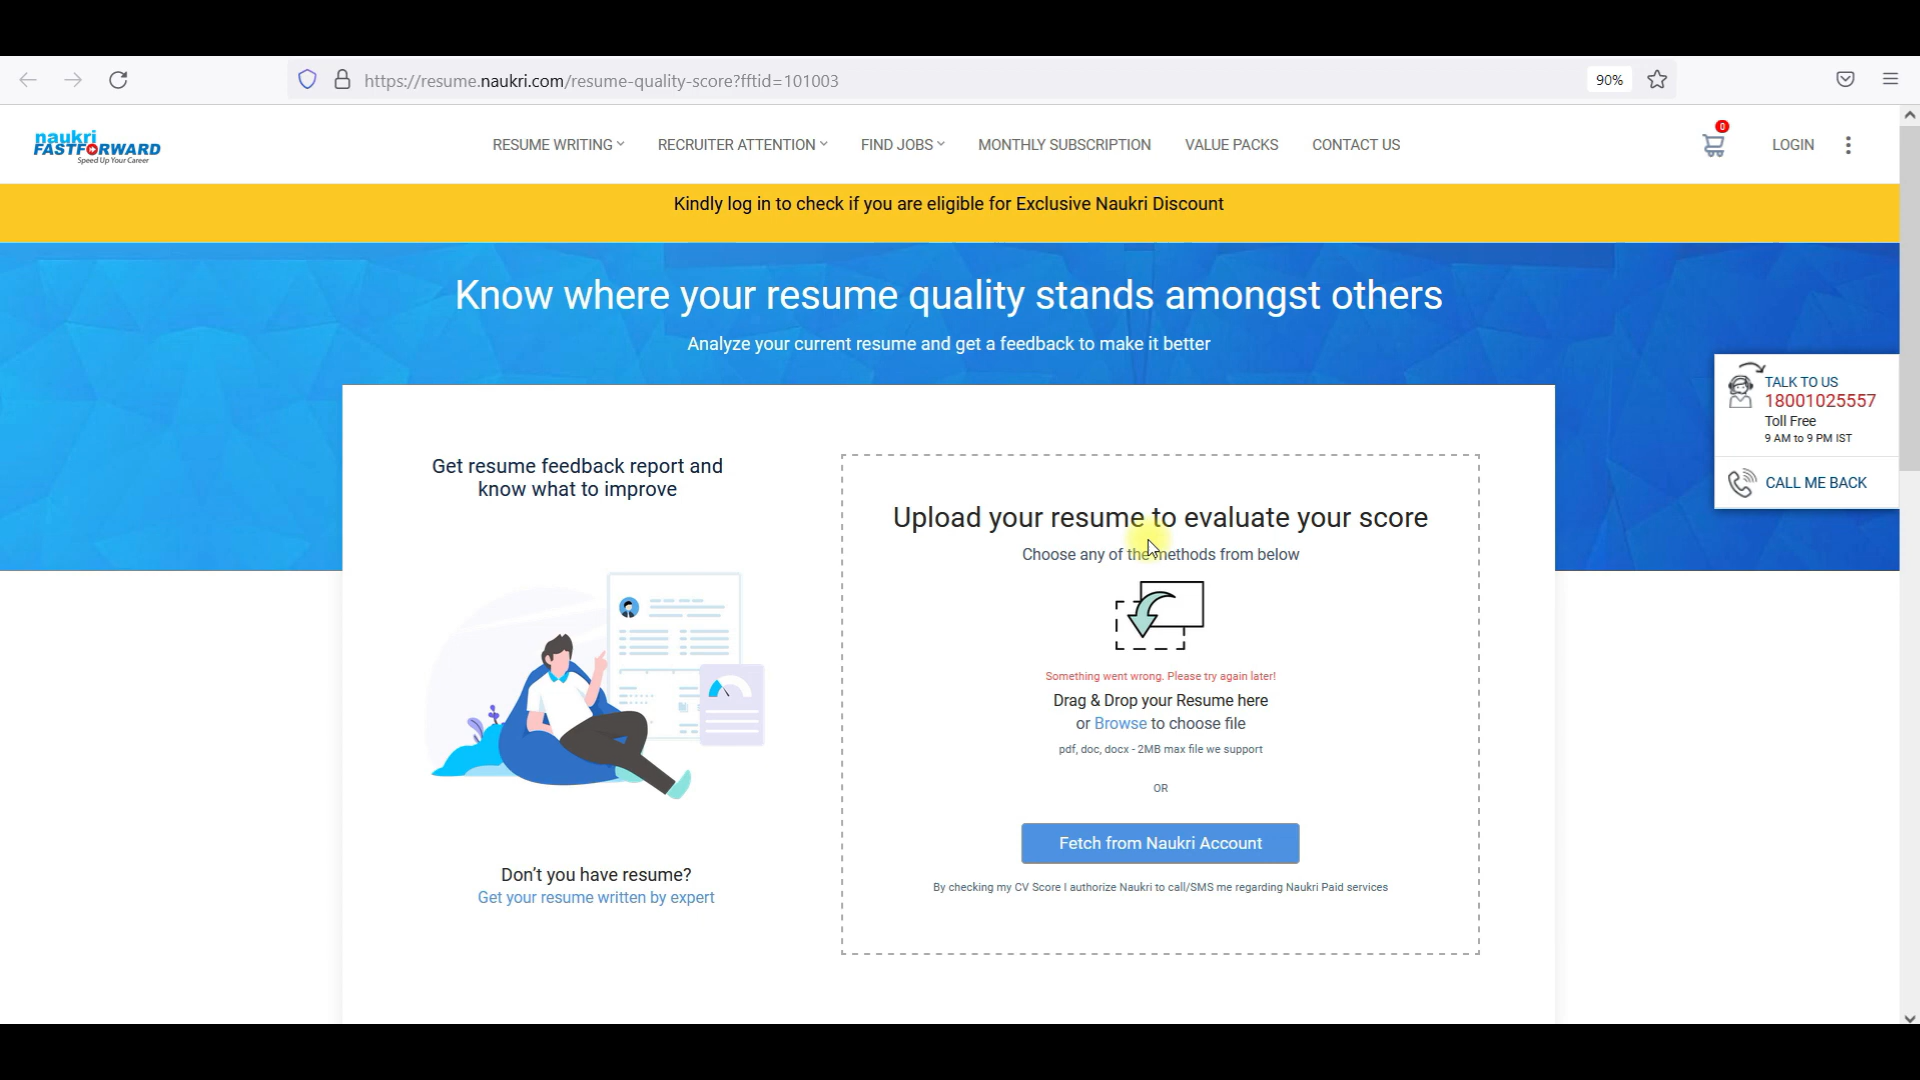 https://resume.naukri.com/resume-quality-score?fftid=101003
90%
naukri
FASTFORWARD
Speed Up Your Career
RESUME WRITING
RECRUITER ATTENTION
FIND JOBS
MONTHLY SUBSCRIPTION
VALUE PACKS
CONTACT US
0
LOGIN
Kindly log in to check if you are eligible for Exclusive Naukri Discount
Know where your resume quality stands amongst others
Analyze your current resume and get a feedback to make it better
TALK TO US
18001025557
Toll Free
9 AM to 9 PM IST
CALL ME BACK
Get resume feedback report and
know what to improve
Don't you have resume?
Get your resume written by expert
Upload your resume to evaluate your score
Choose any of the methods from below
Something went wrong. Please try again later!
Drag & Drop your Resume here
or Browse to choose file
pdf, doc, docx - 2MB max file we support
OR
Fetch from Naukri Account
By checking my CV Score I authorize Naukri to call/SMS me regarding Naukri Paid services